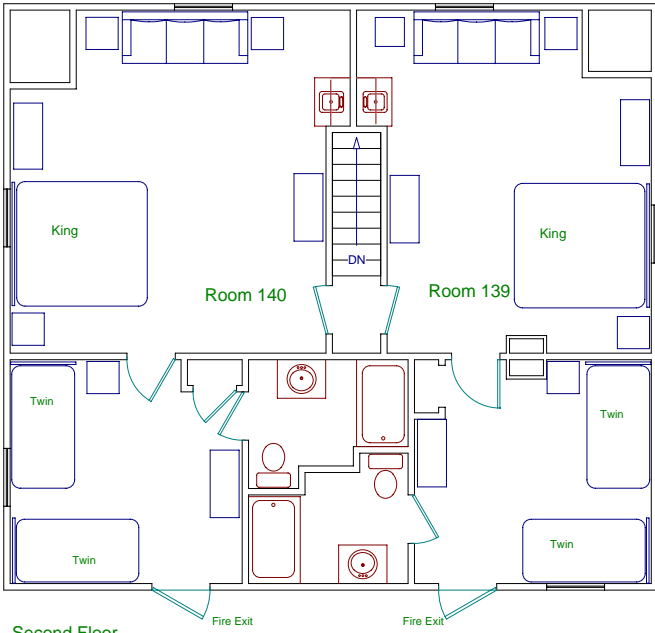 King
King
DN
Room 140
Room 139
Twin
Twin
Twin
Twin
Fire Exit
Fire Exit
Second Floor